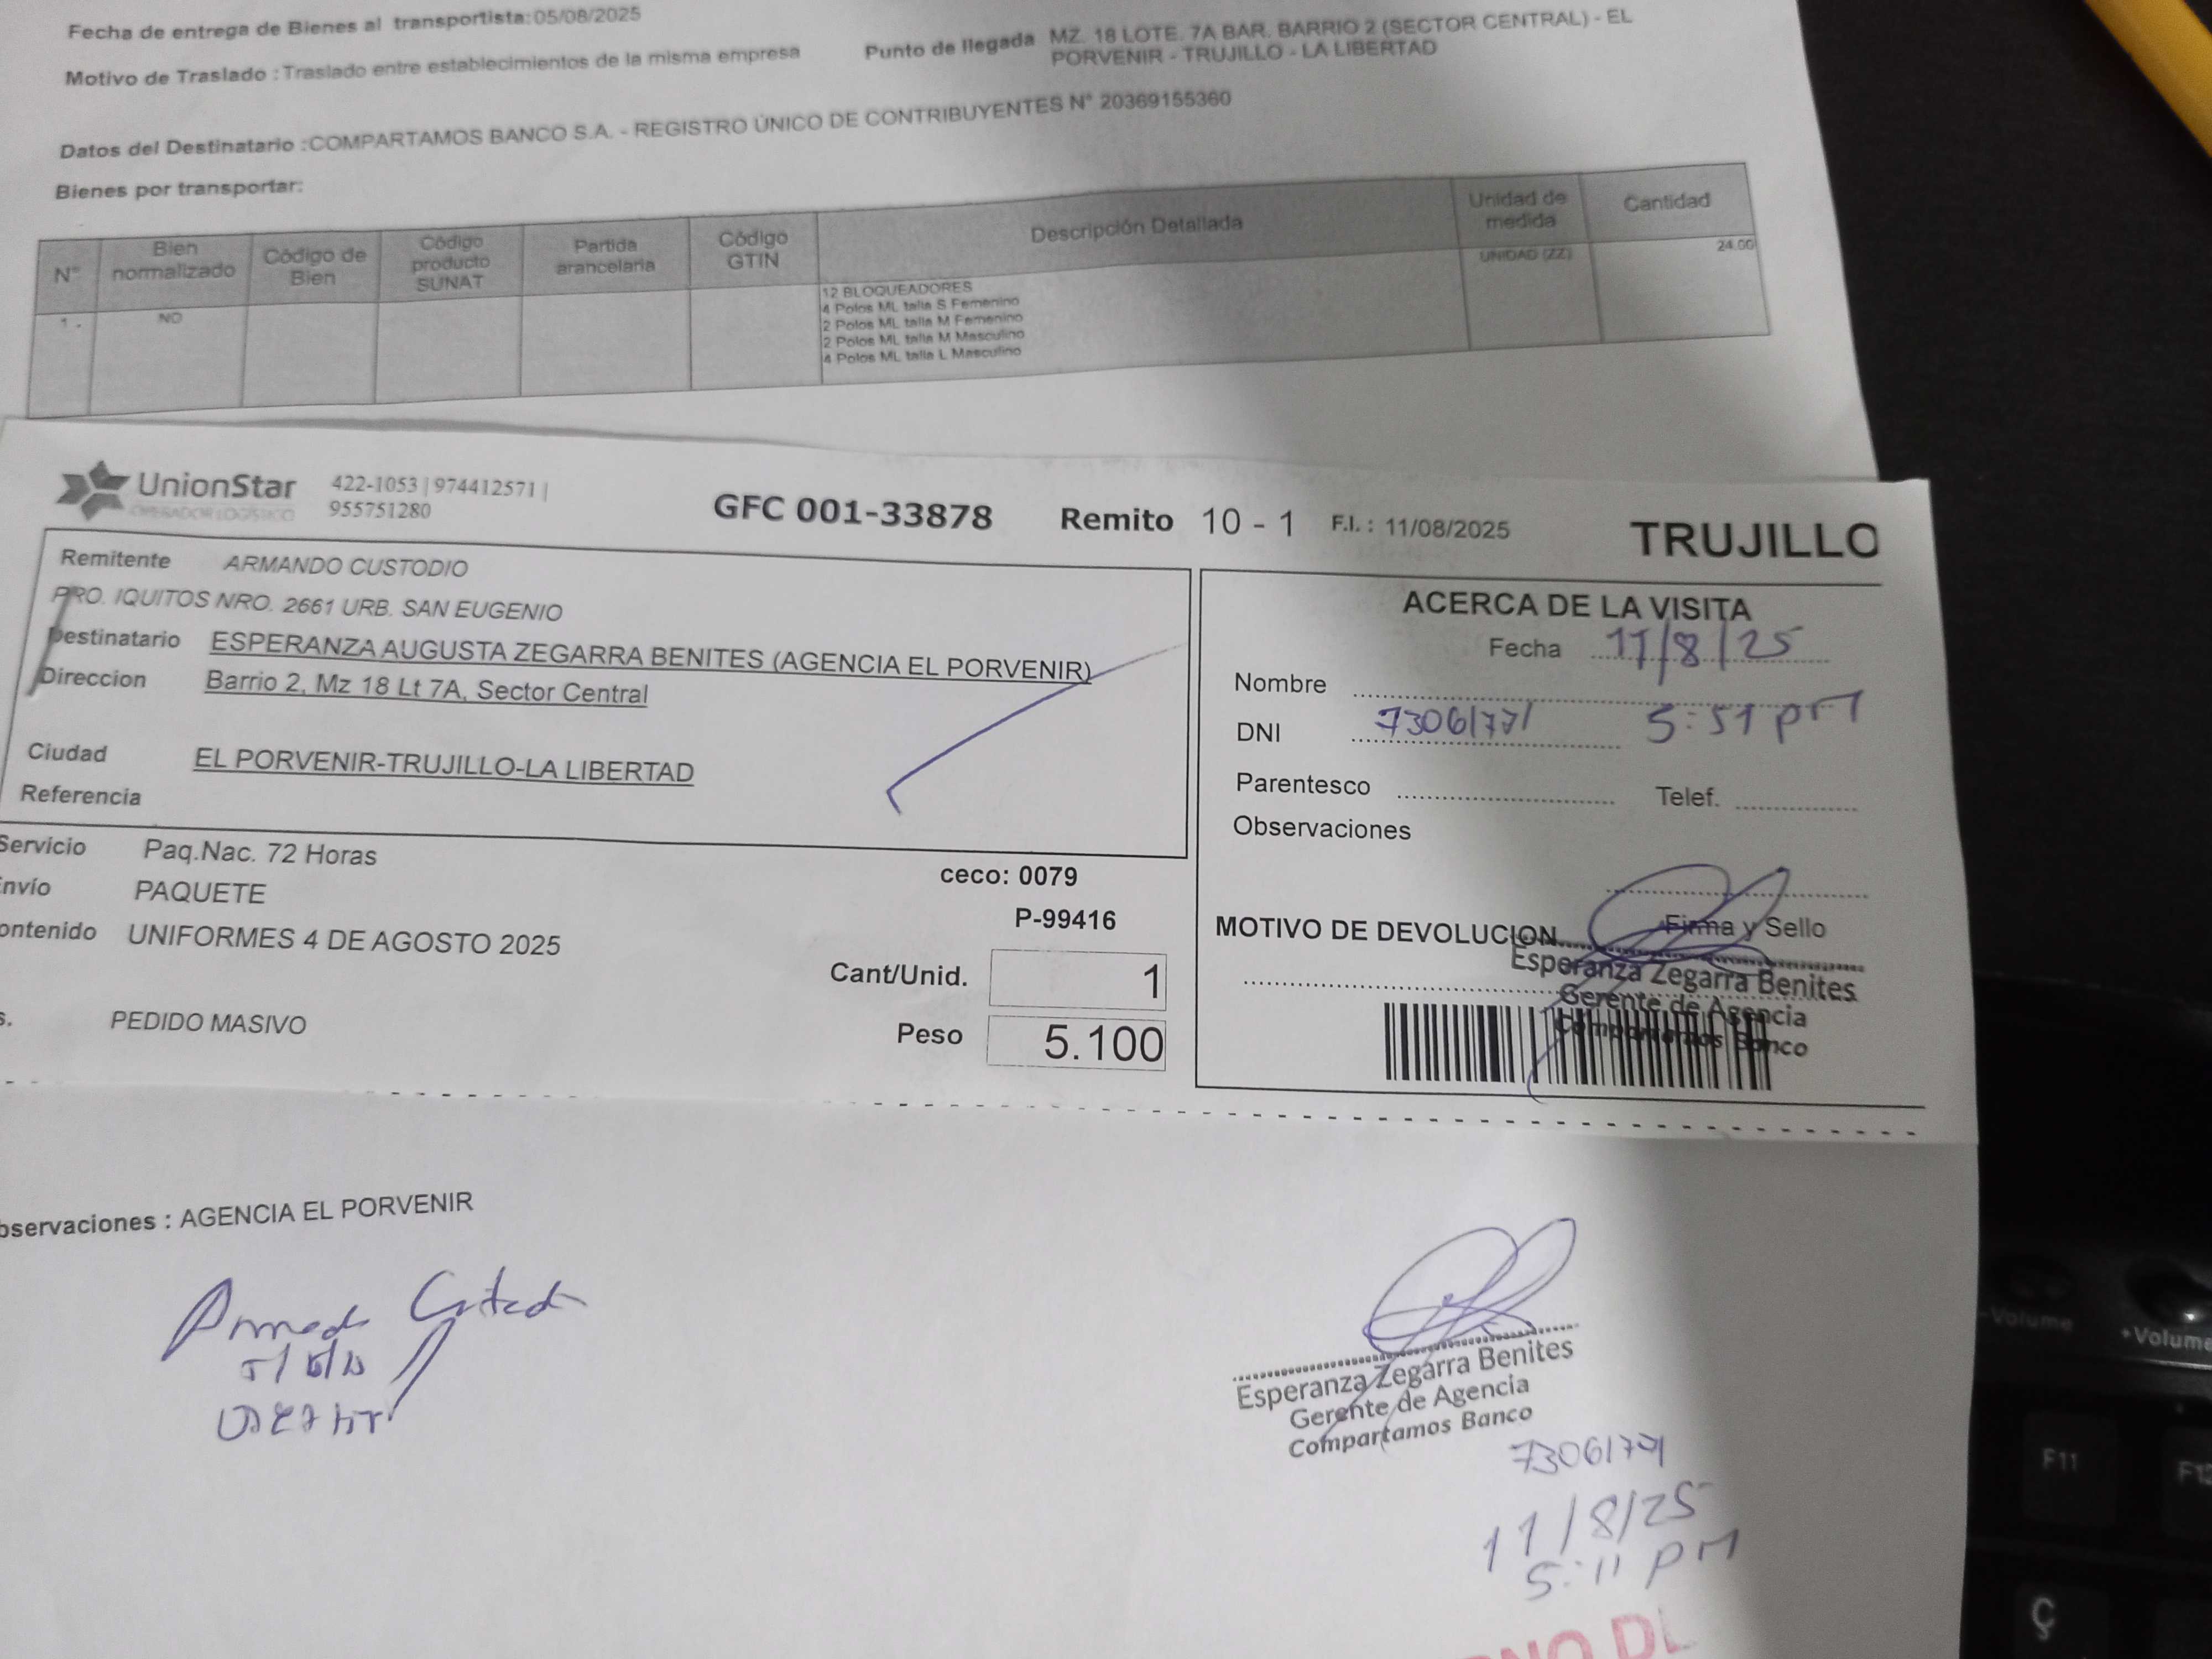 Fecha de entrega de Bienes al transportista:05/08/2025
Motivo de Traslado : Traslado entre establecimientos de la misma empresa
Punto de llegada MZ. 18 LOTE. 7A BAR. BARRIO 2 (SECTOR CENTRAL) - EL
PORVENIR - TRUJILLO - LA LIBERTAD
Datos del Destinatario :COMPARTAMOS BANCO S.A. - REGISTRO ÚNICO DE CONTRIBUYENTES N° 20369155360
Bienes por transportar:
N° Bien normalizado Código de Bien Código producto SUNAT Partida arancelaria Código GTIN Descripción Detallada Unidad de medida Cantidad
1 - NO 12 BLOQUEADORES UNIDAD (ZZ) 24.00
4 Polos ML talla S Femenino
2 Polos ML talla M Femenino
2 Polos ML talla M Masculino
4 Polos ML talla L Masculino
UnionStar
OPERADOR LOGÍSTICO
422-1053 | 974412571 |
955751280
GFC 001-33878 Remito 10 - 1 F.I. : 11/08/2025 TRUJILLO
Remitente ARMANDO CUSTODIO
PRO. IQUITOS NRO. 2661 URB. SAN EUGENIO
Destinatario ESPERANZA AUGUSTA ZEGARRA BENITES (AGENCIA EL PORVENIR)
Direccion Barrio 2, Mz 18 Lt 7A, Sector Central
Ciudad EL PORVENIR-TRUJILLO-LA LIBERTAD
Referencia
Servicio Paq.Nac. 72 Horas
nvío PAQUETE
ontenido UNIFORMES 4 DE AGOSTO 2025
s. PEDIDO MASIVO
ceco: 0079
P-99416
Cant/Unid. 1
Peso 5.100
ACERCA DE LA VISITA
Fecha 11/8/25
Nombre
DNI 73061771 5:51 pm
Parentesco Telef.
Observaciones
Firma y Sello
MOTIVO DE DEVOLUCION
Esperanza Zegarra Benites
Gerente de Agencia
Compartamos Banco
bservaciones : AGENCIA EL PORVENIR
Esperanza Zegarra Benites
Gerente de Agencia
Compartamos Banco
11/8/25
5:11 pm
-Volume
+Volume
F11
Ç